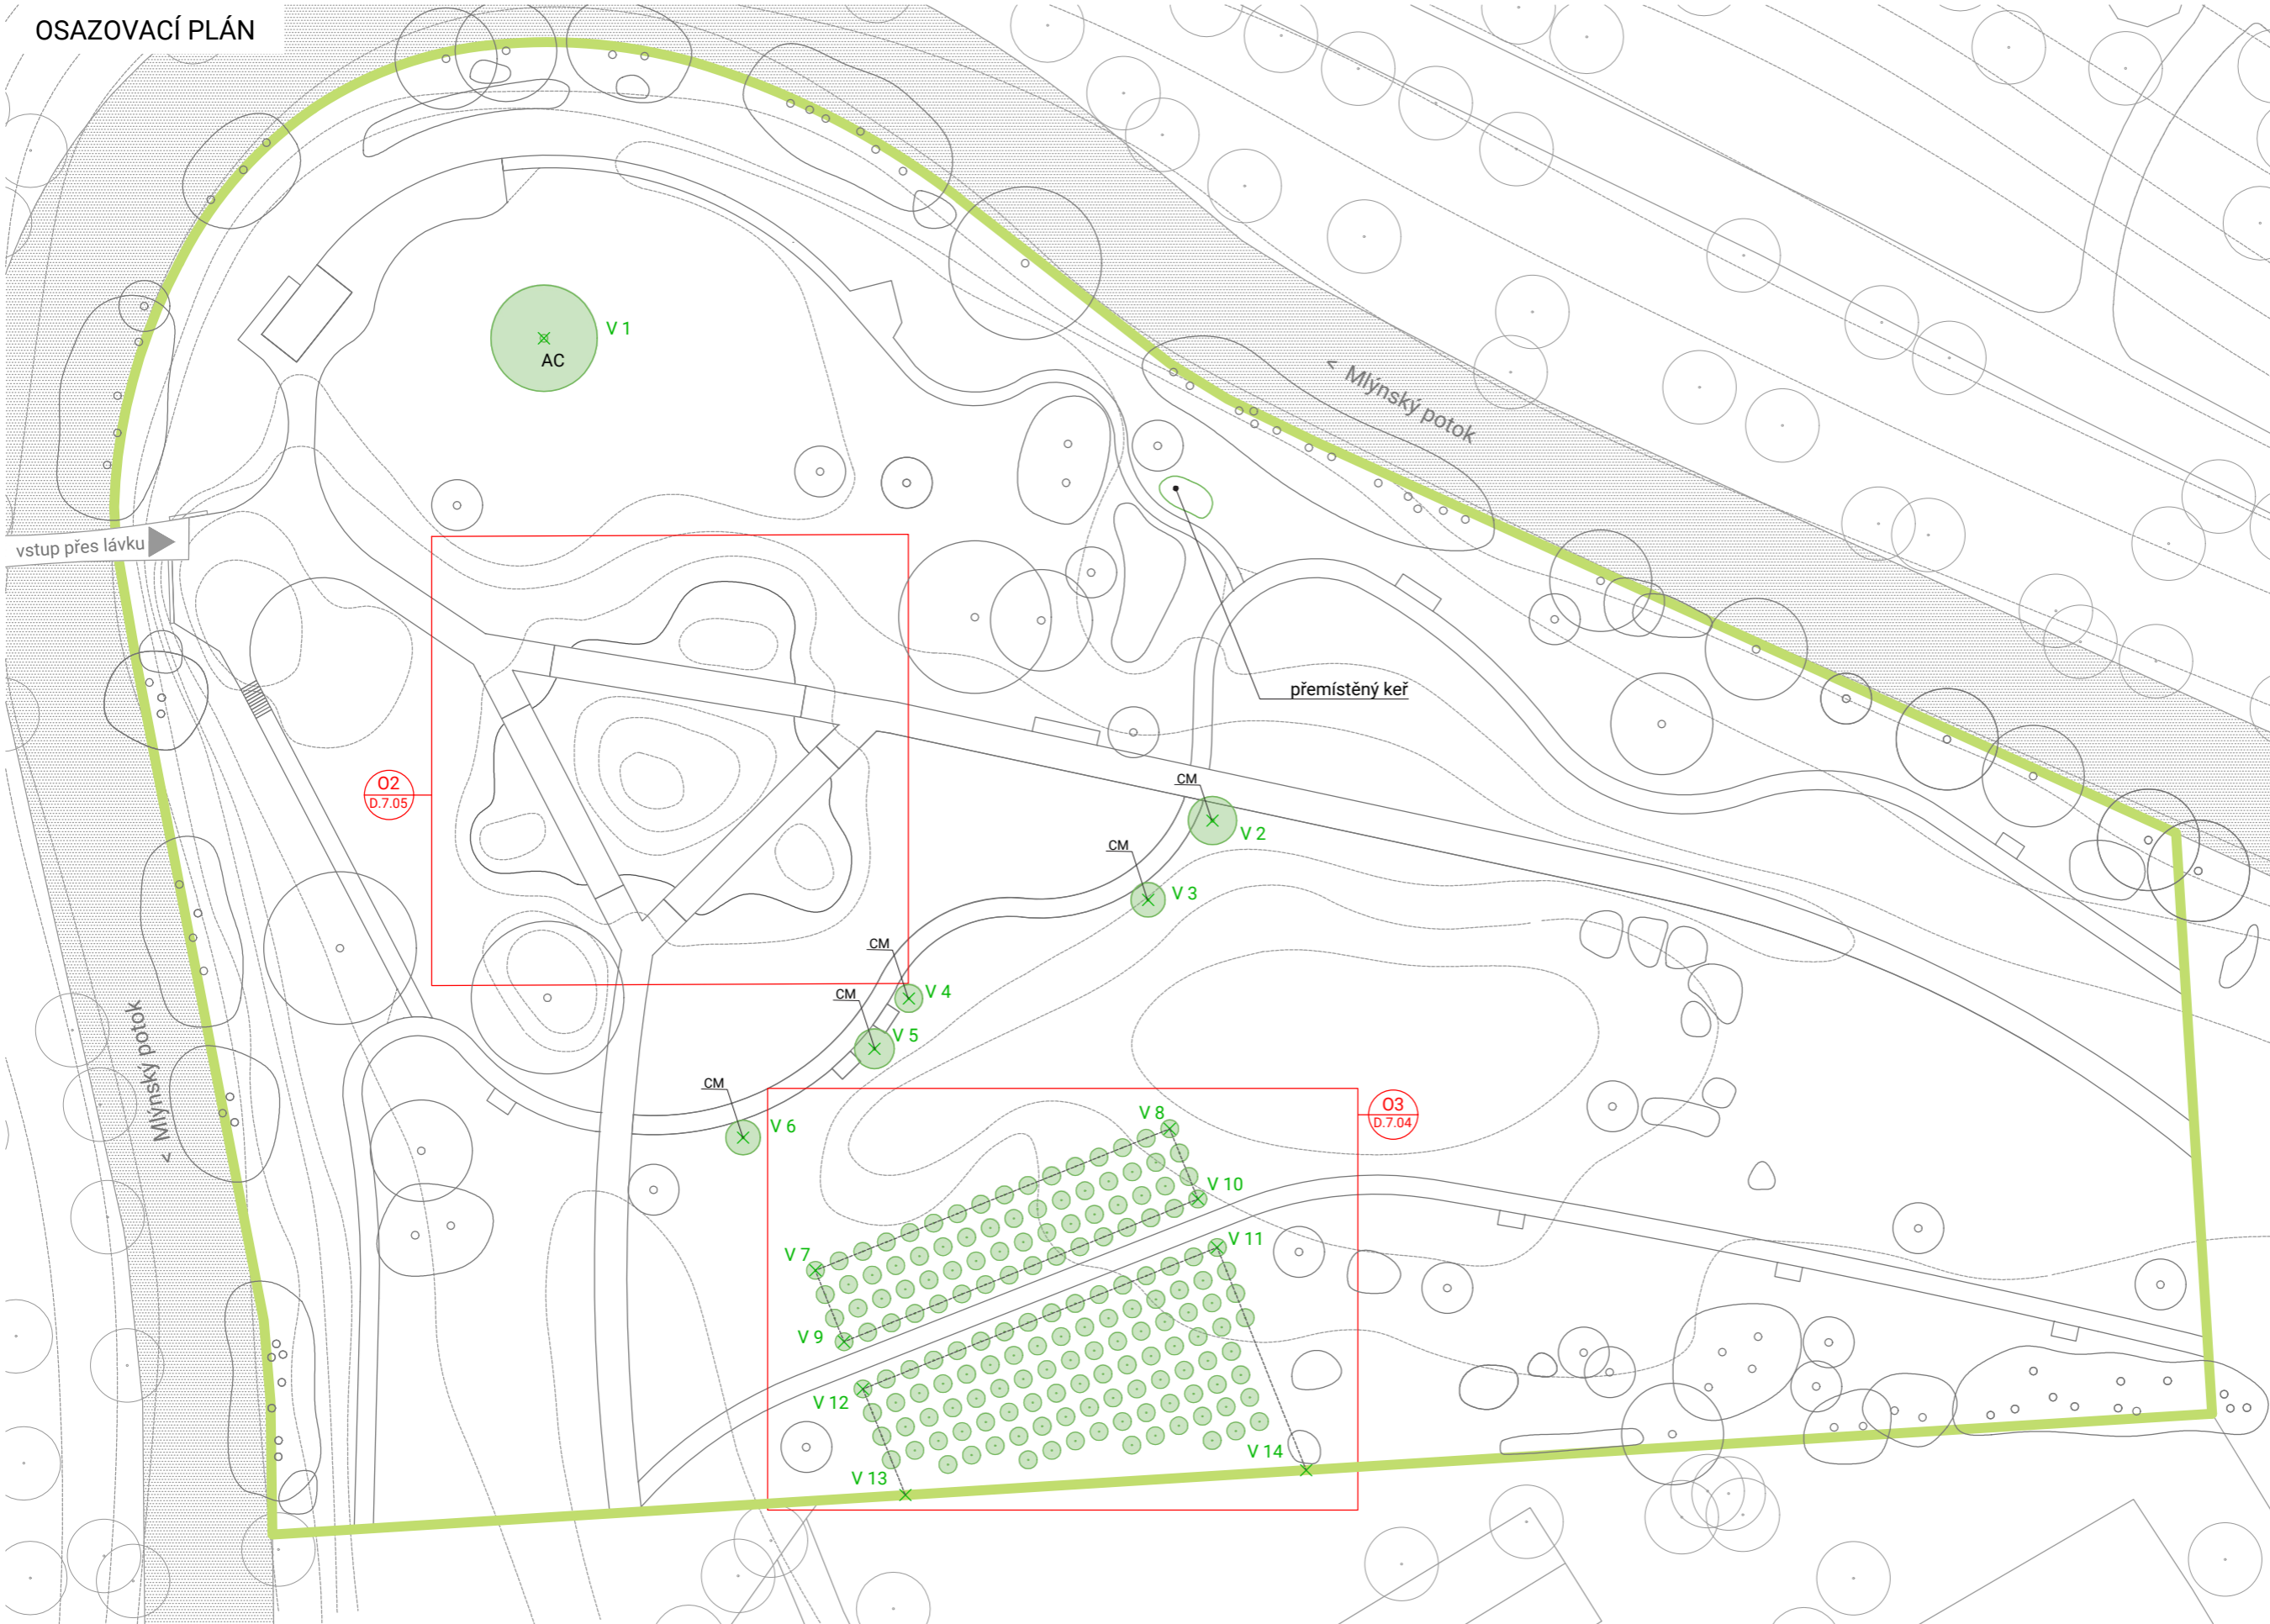 OSAZOVACÍ PLÁN
V 1
AC
< Mlýnský potok
vstup přes lávku
přemístěný keř
O2
D.7.05
CM
V 2
CM
V 3
CM
V 4
CM
V 5
< Mlýnský potok
CM
V 6
O3
D.7.04
V 8
V 10
V 11
V 7
V 9
V 12
V 14
V 13